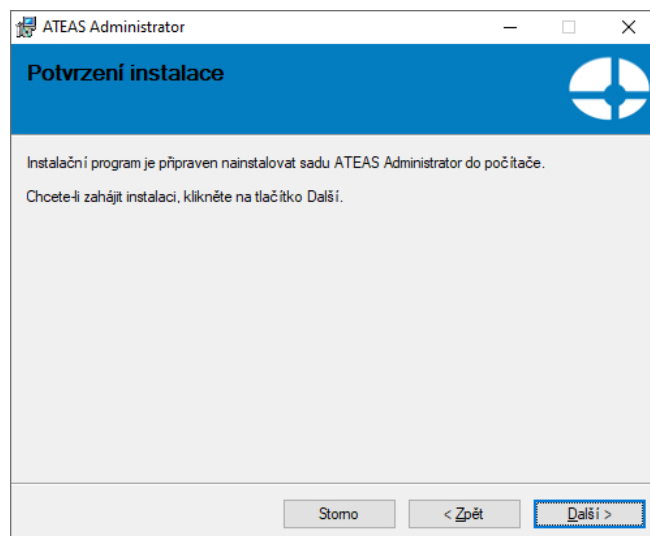 ATEAS Administrator
Potvrzení instalace
Instalační program je připraven nainstalovat sadu ATEAS Administrator do počítače.
Chcete-li zahájit instalaci, klikněte na tlačítko Další.
Storno
< Zpět
Další >